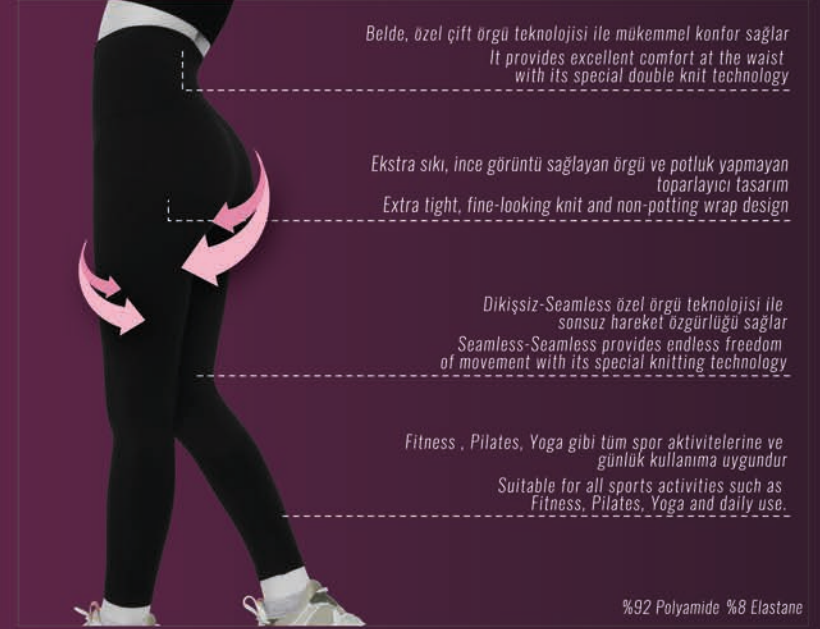 Belde, özel çift örgü teknolojisi ile mükemmel konfor sağlar
It provides excellent comfort at the waist
with its special double knit technology
Ekstra sıkı, ince görüntü sağlayan örgü ve potluk yapmayan
toparlayıcı tasarım
Extra tight, fine-looking knit and non-potting wrap design
Dikişsiz-Seamless özel örgü teknolojisi ile
sonsuz hareket özgürlüğü sağlar
Seamless-Seamless provides endless freedom
of movement with its special knitting technology
Fitness , Pilates, Yoga gibi tüm spor aktivitelerine ve
günlük kullanıma uygundur
Suitable for all sports activities such as
Fitness, Pilates, Yoga and daily use.
%92 Polyamide %8 Elastane